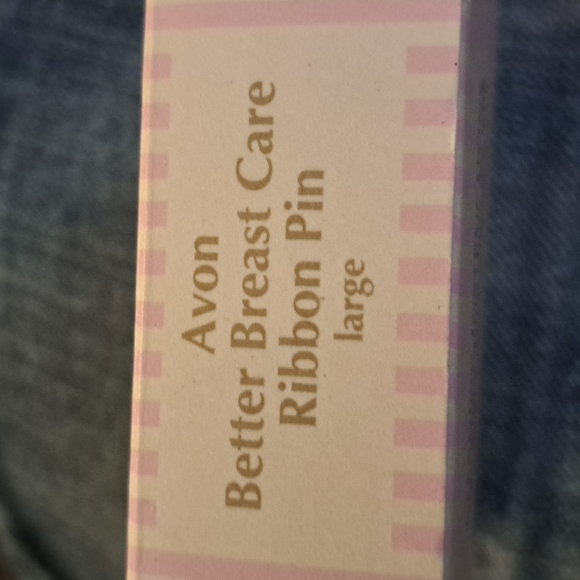 Avon
Better Breast Care
Ribbon Pin
large